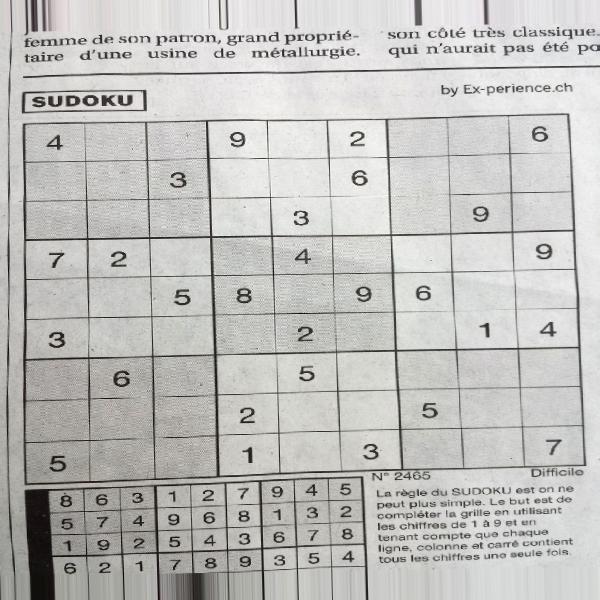 femme de son patron, grand proprié-
taire d'une usine de métallurgie.
son côté très classique.
qui n'aurait pas été
SUDOKU
by Ex-perience.ch
4 9 2 6
3 6
3 9
7 2 4 9
5 8 9 6
3 2 1 4
6 5
2 5
5 1 3 7
N° 2465 Difficile
8 6 3 1 2 7 9 4 5
5 7 4 9 6 8 1 3 2
1 9 2 5 4 3 6 7 8
6 2 1 7 8 9 3 5 4
La règle du SUDOKU est on ne
peut plus simple. Le but est de
compléter la grille en utilisant
les chiffres de 1 à 9 et en
tenant compte que chaque
ligne, colonne et carré contient
tous les chiffres une seule fois.